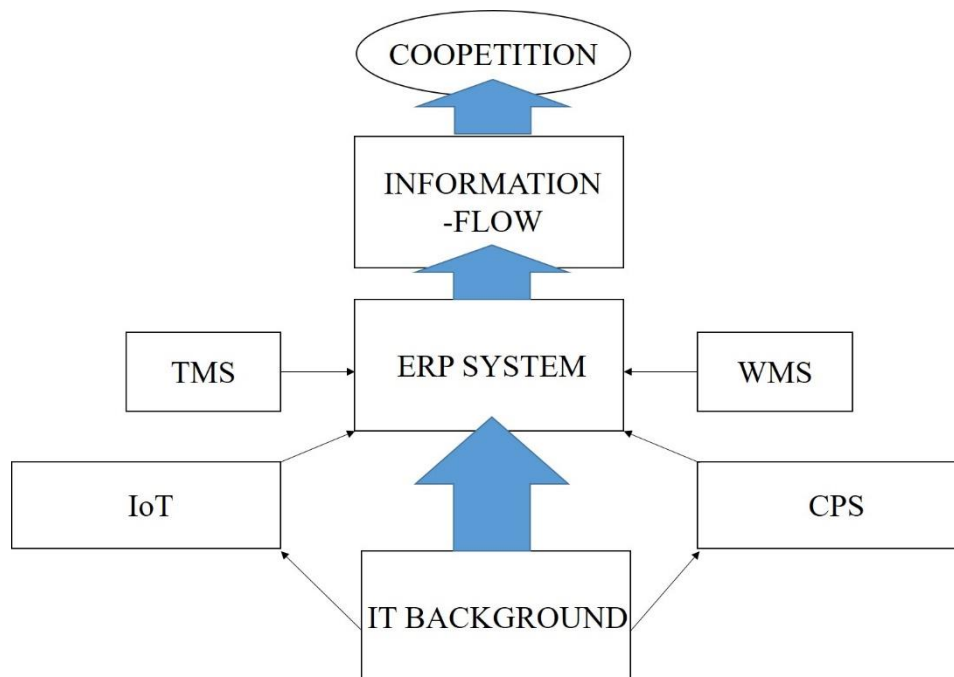 COOPETITION
INFORMATION
-FLOW
TMS
ERP SYSTEM
WMS
IoT
CPS
IT BACKGROUND